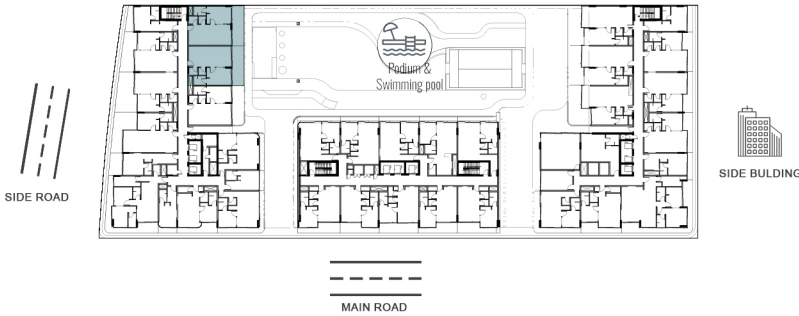 Podium &
Swimming pool
SIDE ROAD
SIDE BULDING
MAIN ROAD